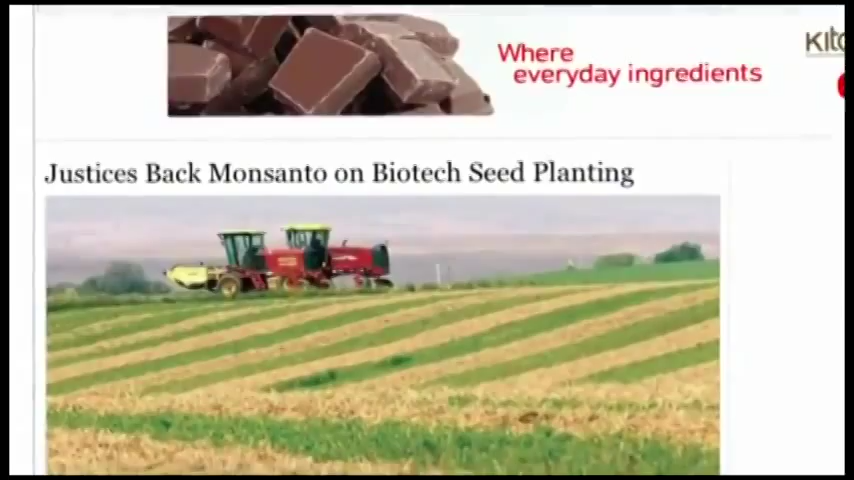 Where
everyday ingredients
Justices Back Monsanto on Biotech Seed Planting